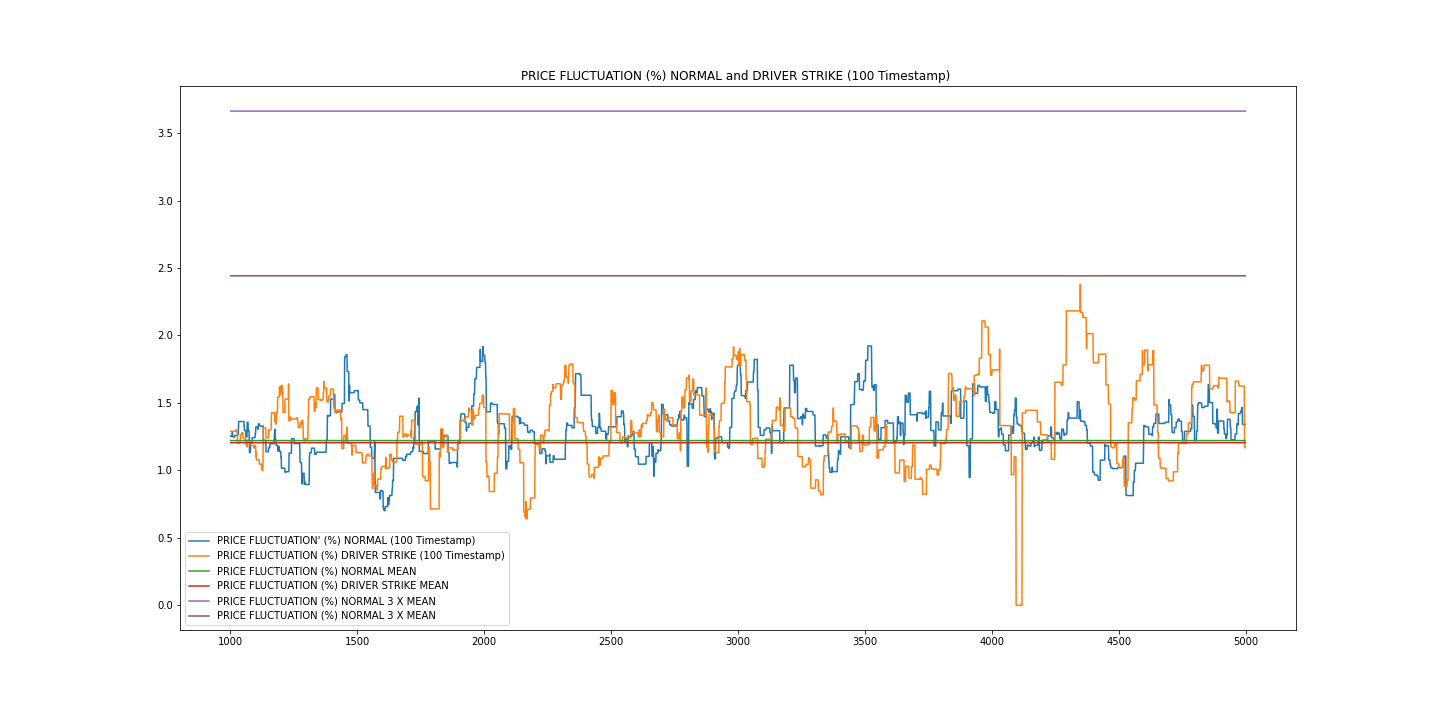 PRICE FLUCTUATION (%) NORMAL and DRIVER STRIKE (100 Timestamp)
3.5
3.0
2.5
2.0
1.5
1.0
0.5
0.0
PRICE FLUCTUATION' (%) NORMAL (100 Timestamp)
PRICE FLUCTUATION (%) DRIVER STRIKE (100 Timestamp)
PRICE FLUCTUATION (%) NORMAL MEAN
PRICE FLUCTUATION (%) DRIVER STRIKE MEAN
PRICE FLUCTUATION (%) NORMAL 3 X MEAN
PRICE FLUCTUATION (%) NORMAL 3 X MEAN
1000 1500 2000 2500 3000 3500 4000 4500 5000